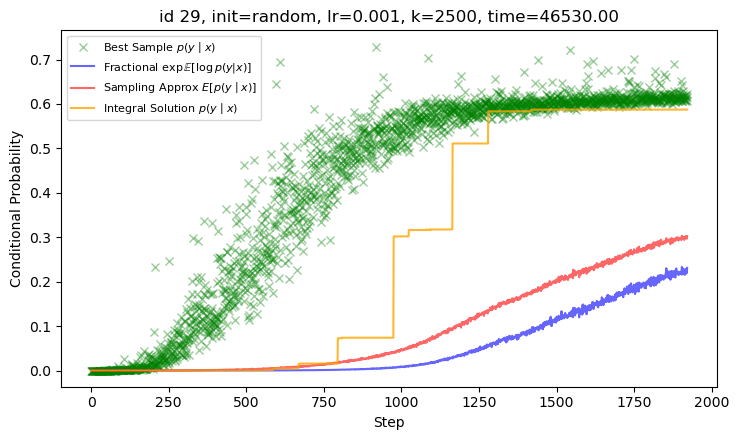 id 29, init=random, lr=0.001, k=2500, time=46530.00
Best Sample p(y | x)
Fractional exp 𝔼[log p(y|x)]
Sampling Approx E[p(y | x)]
Integral Solution p(y | x)
Conditional Probability
0.7
0.6
0.5
0.4
0.3
0.2
0.1
0.0
0 250 500 750 1000 1250 1500 1750 2000
Step